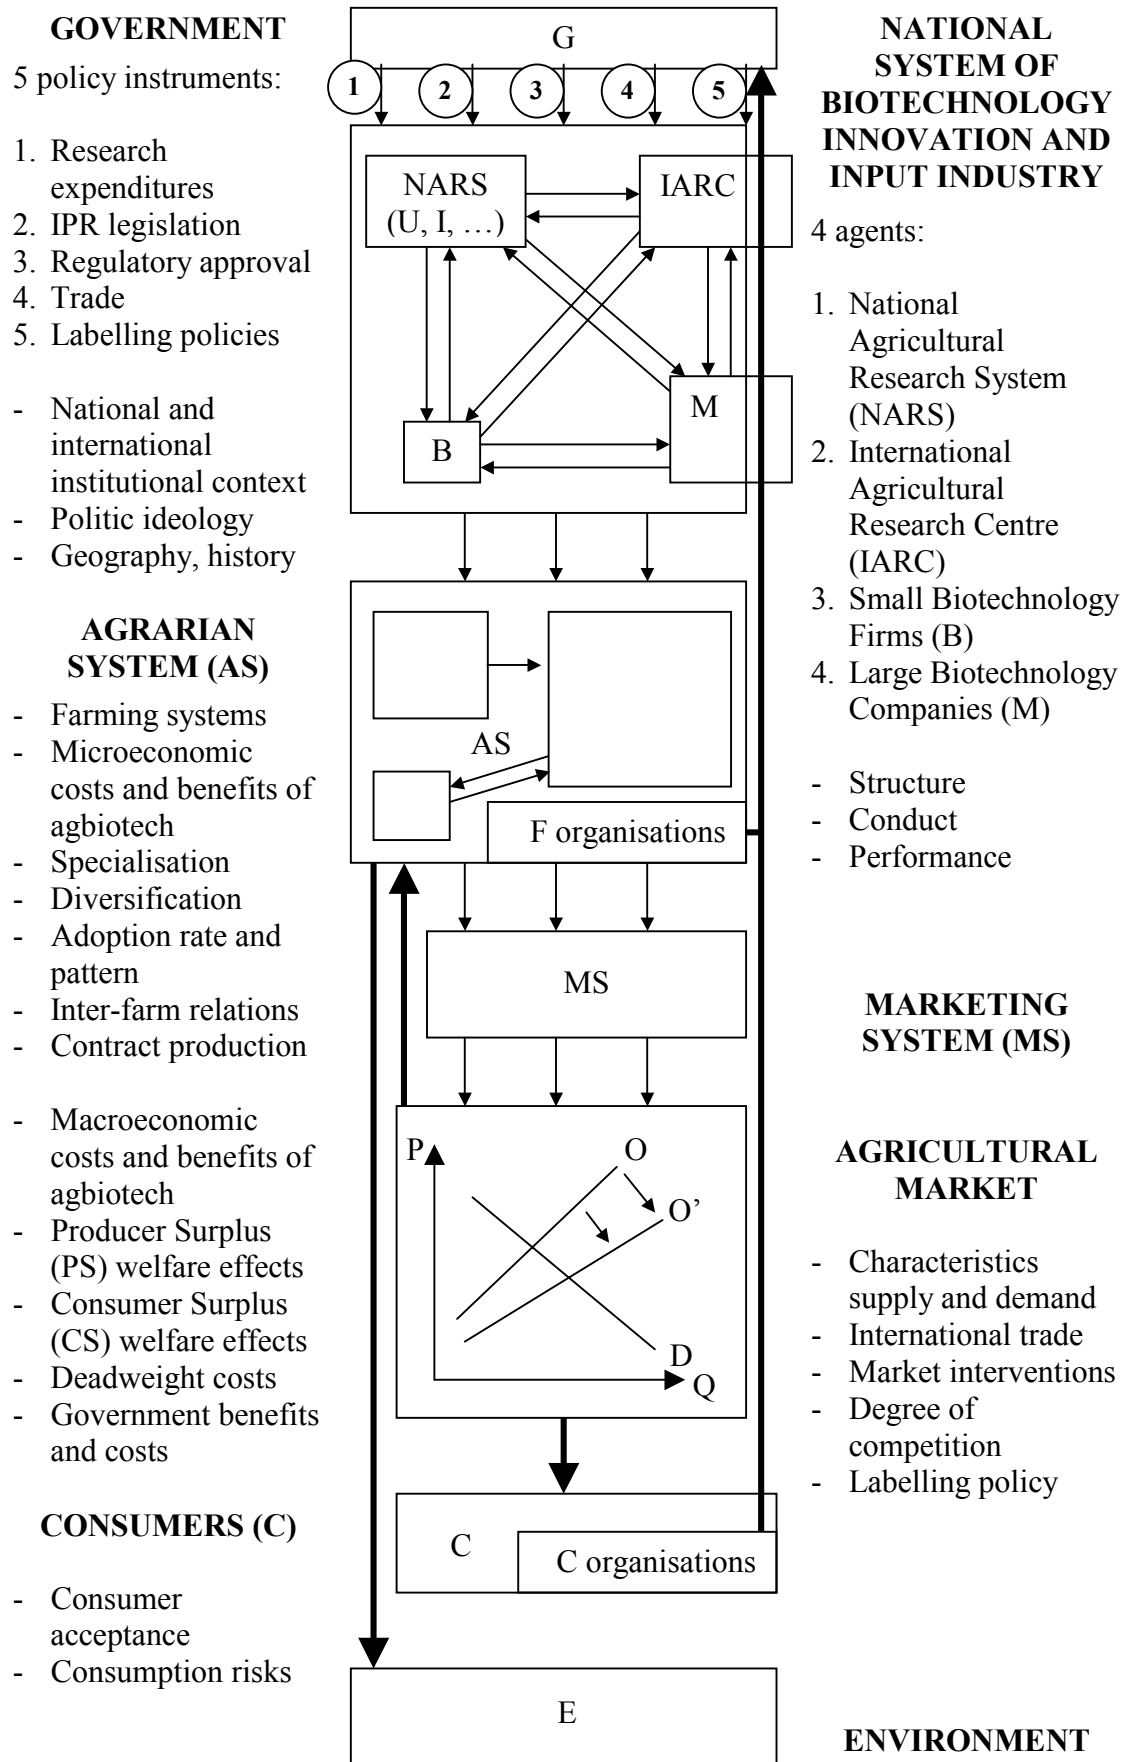 GOVERNMENT
5 policy instruments:
1. Research
expenditures
2. IPR legislation
3. Regulatory approval
4. Trade
5. Labelling policies
- National and
international
institutional context
- Politic ideology
- Geography, history
AGRARIAN
SYSTEM (AS)
- Farming systems
- Microeconomic
costs and benefits of
agbiotech
- Specialisation
- Diversification
- Adoption rate and
pattern
- Inter-farm relations
- Contract production
- Macroeconomic
costs and benefits of
agbiotech
- Producer Surplus
(PS) welfare effects
- Consumer Surplus
(CS) welfare effects
- Deadweight costs
- Government benefits
and costs
CONSUMERS (C)
- Consumer
acceptance
- Consumption risks
G
1 2 3 4 5
NARS
(U, I, …)
IARC
M
B
AS
F organisations
MS
P
O
O’
D
Q
C
C organisations
E
NATIONAL
SYSTEM OF
BIOTECHNOLOGY
INNOVATION AND
INPUT INDUSTRY
4 agents:
1. National
Agricultural
Research System
(NARS)
2. International
Agricultural
Research Centre
(IARC)
3. Small Biotechnology
Firms (B)
4. Large Biotechnology
Companies (M)
- Structure
- Conduct
- Performance
MARKETING
SYSTEM (MS)
AGRICULTURAL
MARKET
- Characteristics
supply and demand
- International trade
- Market interventions
- Degree of
competition
- Labelling policy
ENVIRONMENT